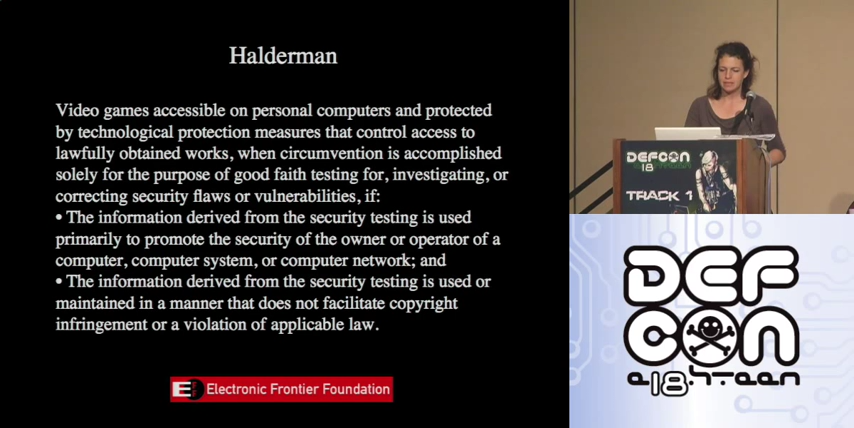 Halderman
Video games accessible on personal computers and protected
by technological protection measures that control access to
lawfully obtained works, when circumvention is accomplished
solely for the purpose of good faith testing for, investigating, or
correcting security flaws or vulnerabilities, if:
• The information derived from the security testing is used
primarily to promote the security of the owner or operator of a
computer, computer system, or computer network; and
• The information derived from the security testing is used or
maintained in a manner that does not facilitate copyright
infringement or a violation of applicable law.
Electronic Frontier Foundation
DEFCON
18
TRACK 1
DEF
CON
e18h-teen